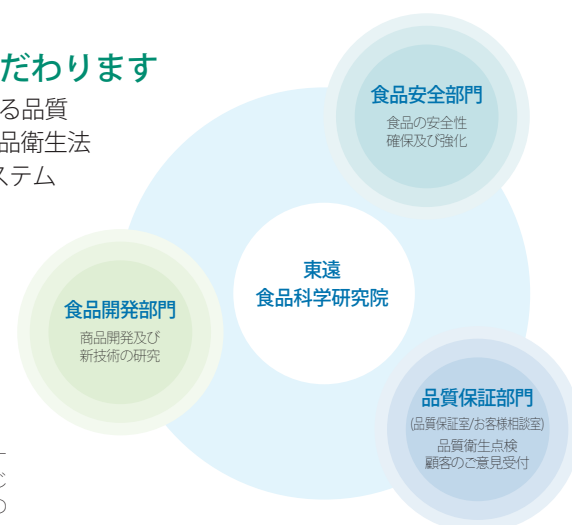 だわります
る品質
品衛生法
ステム
食品安全部門
食品の安全性
確保及び強化
東遠
食品科学研究院
食品開発部門
商品開発及び
新技術の研究
品質保証部門
(品質保証室/お客様相談室)
品質衛生点検
顧客のご意見受付
ー
じ
の